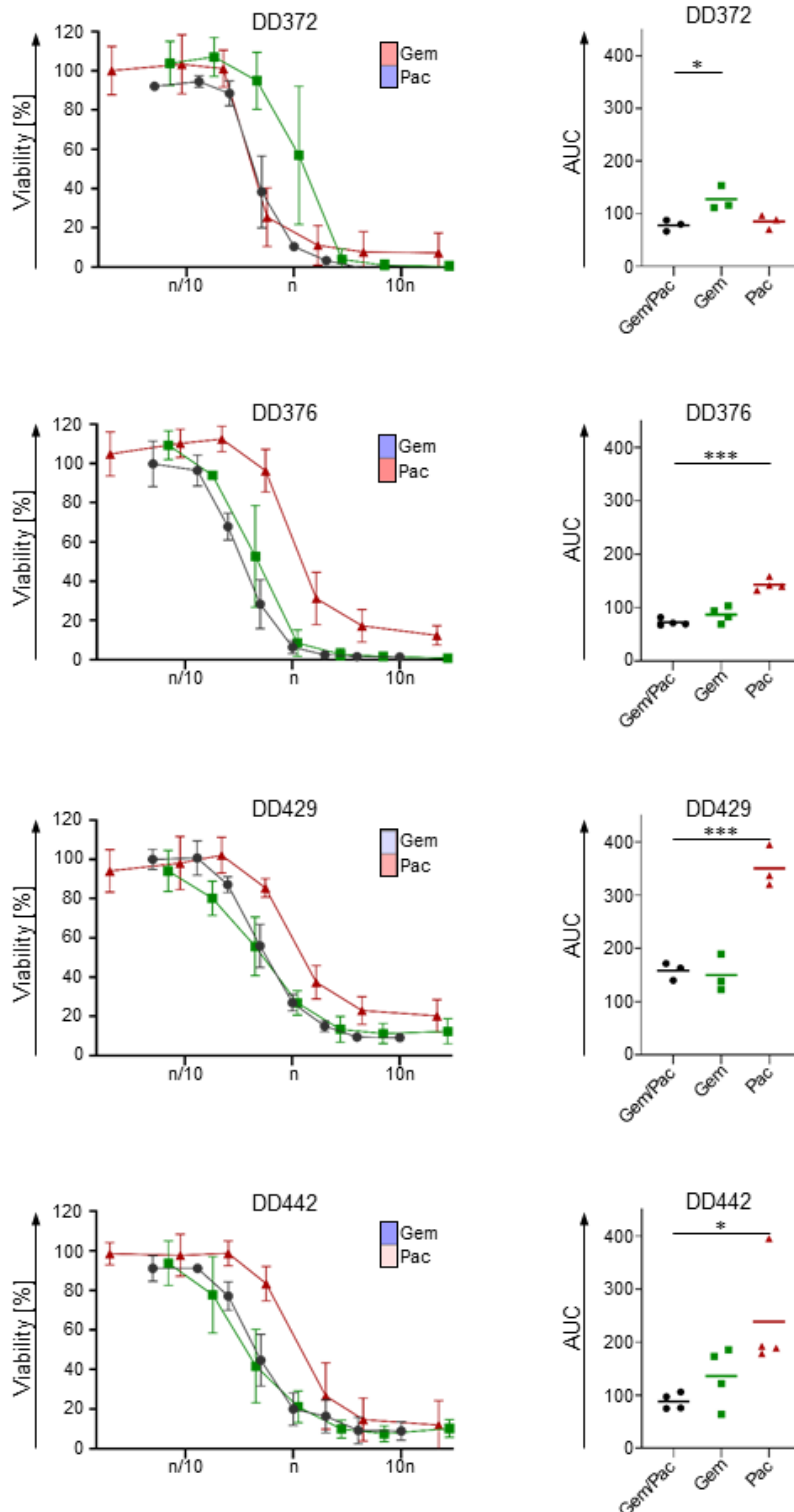 DD372
Viability [%]
120
100
80
60
40
20
0
n/10
n
10n
Gem
Pac
DD372
AUC
*
400
300
200
100
0
Gem/Pac
Gem
Pac
DD376
Viability [%]
120
100
80
60
40
20
0
n/10
n
10n
Gem
Pac
DD376
AUC
***
400
300
200
100
0
Gem/Pac
Gem
Pac
DD429
Viability [%]
120
100
80
60
40
20
0
n/10
n
10n
Gem
Pac
DD429
AUC
***
400
300
200
100
0
Gem/Pac
Gem
Pac
DD442
Viability [%]
120
100
80
60
40
20
0
n/10
n
10n
Gem
Pac
DD442
AUC
*
400
300
200
100
0
Gem/Pac
Gem
Pac